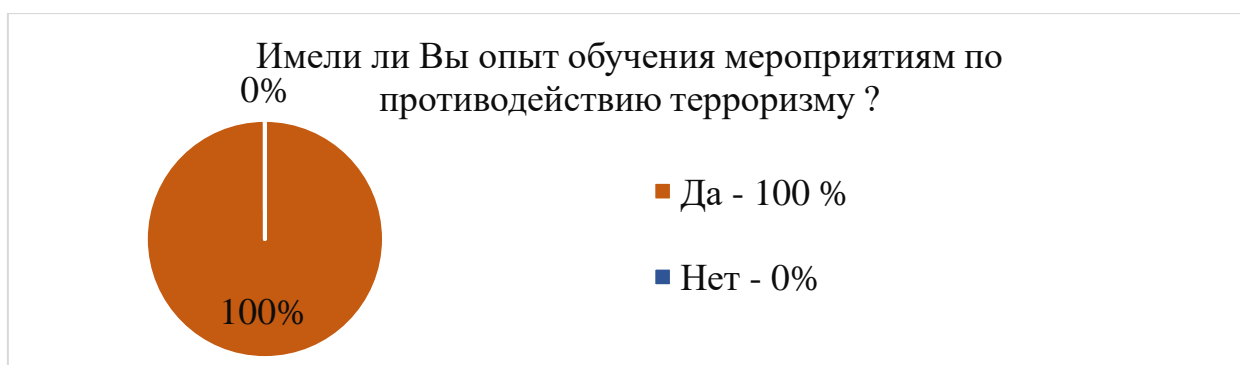 Имели ли Вы опыт обучения мероприятиям по
противодействию терроризму ?
0%
100%
Да - 100 %
Нет - 0%